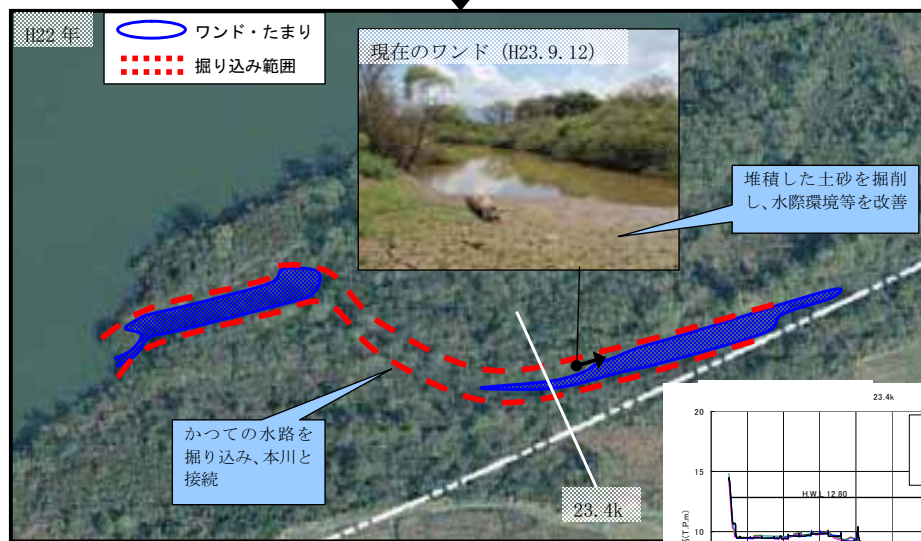 H22 年
ワンド・たまり
掘り込み範囲
現在のワンド (H23.9.12)
堆積した土砂を掘削
し、水際環境等を改善
かつての水路を
掘り込み、本川と
接続
23.4k
23.4k
20
15
H.W.L 12.80
10
(T.P.m)